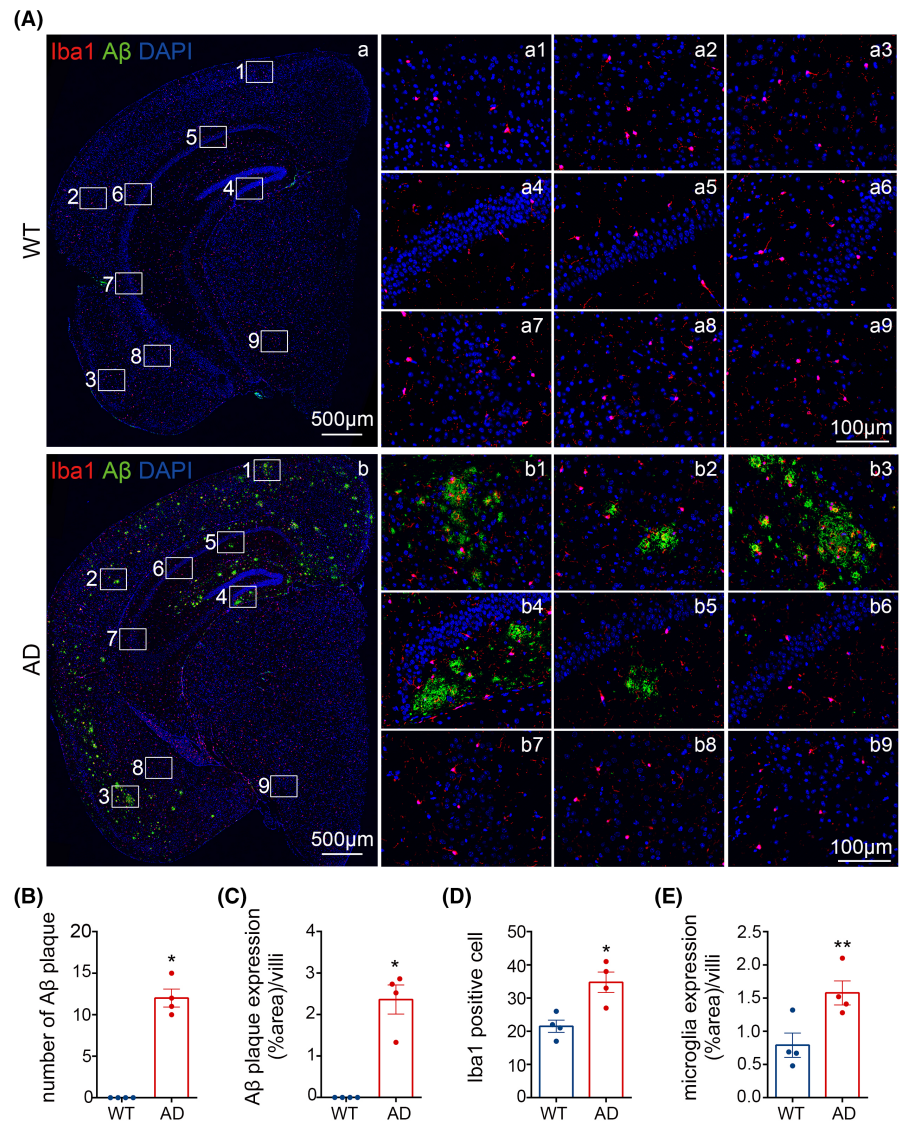 (A)
Iba1 Aβ DAPI
a
1
5
4
2
6
7
9
8
3
500μm
WT
a1
a2
a3
a4
a5
a6
a7
a8
a9
100μm
Iba1 Aβ DAPI
b
1
5
6
2
4
7
8
3
9
500μm
AD
b1
b2
b3
b4
b5
b6
b7
b8
b9
100μm
(B)
number of Aβ plaque
20
15
10
5
0
*
WT AD
(C)
Aβ plaque expression
(%area)/villi
4
3
2
1
0
*
WT AD
(D)
Iba1 positive cell
50
40
30
20
10
0
*
WT AD
(E)
microglia expression
(%area)/villi
2.5
2.0
1.5
1.0
0.5
0.0
**
WT AD